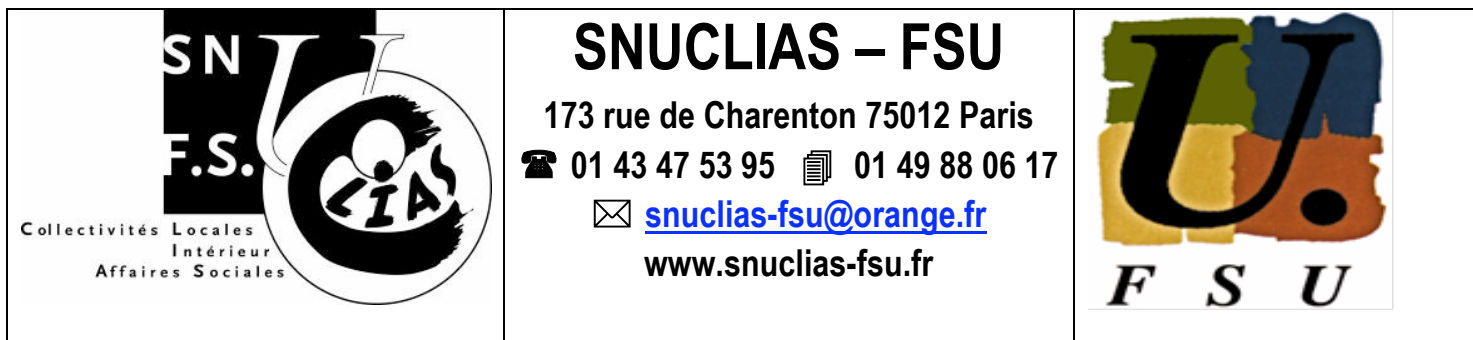 SN U
F.S.
CLIAS
Collectivités Locales
Intérieur
Affaires Sociales
SNUCLIAS – FSU
173 rue de Charenton 75012 Paris
☎ 01 43 47 53 95 01 49 88 06 17
✉ snuclias-fsu@orange.fr
www.snuclias-fsu.fr
U.
F S U